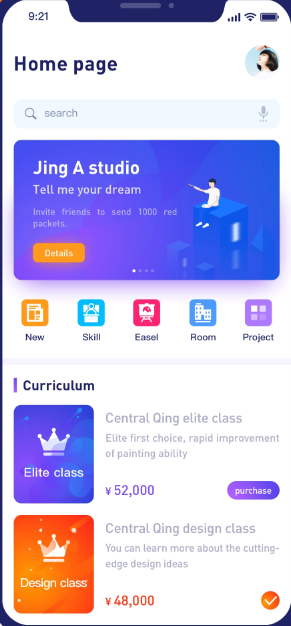 9:21
Home page
search
Jing A studio
Tell me your dream
Invite friends to send 1000 red
packets.
Details
New Skill Easel Room Project
Curriculum
Elite class
Central Qing elite class
Elite first choice, rapid improvement
of painting ability
¥ 52,000 purchase
Design class
Central Qing design class
You can learn more about the cutting-
edge design ideas
¥ 48,000